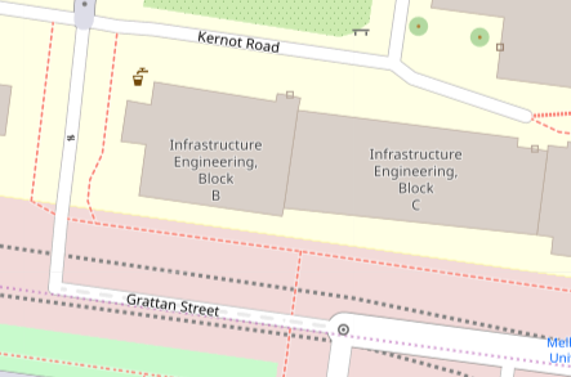 Kernot Road
Infrastructure
Engineering,
Block
B
Infrastructure
Engineering,
Block
C
Grattan Street